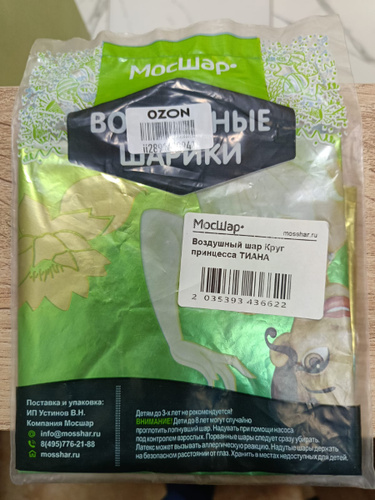 МосШар
OZON
ШАРИКИ
МосШар
mosshar.ru
Воздушный шар Круг
принцесса ТИАНА
2 035393 436622
Поставка и упаковка:
ИП Устинов В.Н.
Компания Мосшар
info@mosshar.ru
8(495)776-21-88
mosshar.ru
Детям до 3-х лет не рекомендуется!
ВНИМАНИЕ! Дети до 8 лет могут случайно
проглотить лопнувший шар. Надувать при помощи насоса
под контролем взрослых. Порванные шары следует сразу убирать.
Латекс может вызывать аллергическую реакцию. Надутые шары держать
на безопасном расстоянии от глаз. Хранить в местах недоступных для детей.